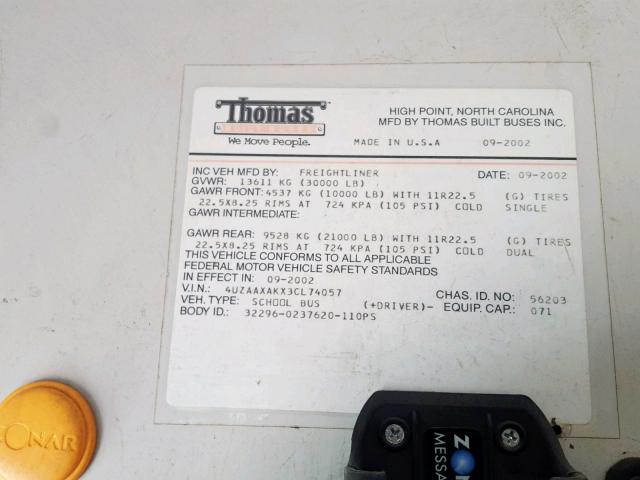 Thomas
BUILT BUSES
We Move People.
HIGH POINT, NORTH CAROLINA
MFD BY THOMAS BUILT BUSES INC.
MADE IN U.S.A 09-2002
INC VEH MFD BY: FREIGHTLINER DATE: 09-2002
GVWR: 13611 KG (30000 LB)
GAWR FRONT: 4537 KG (10000 LB) WITH 11R22.5 (G) TIRES
22.5X8.25 RIMS AT 724 KPA (105 PSI) COLD SINGLE
GAWR INTERMEDIATE:
GAWR REAR: 9528 KG (21000 LB) WITH 11R22.5 (G) TIRES
22.5X8.25 RIMS AT 724 KPA (105 PSI) COLD DUAL
THIS VEHICLE CONFORMS TO ALL APPLICABLE
FEDERAL MOTOR VEHICLE SAFETY STANDARDS
IN EFFECT IN: 09-2002
V.I.N.: 4UZAAXAKX3CL74057 CHAS. ID NO: 56203
VEH. TYPE: SCHOOL BUS (+DRIVER)- EQUIP. CAP.: 071
BODY ID.: 32296-0237620-110PS
ONAR
ZON
MESSA